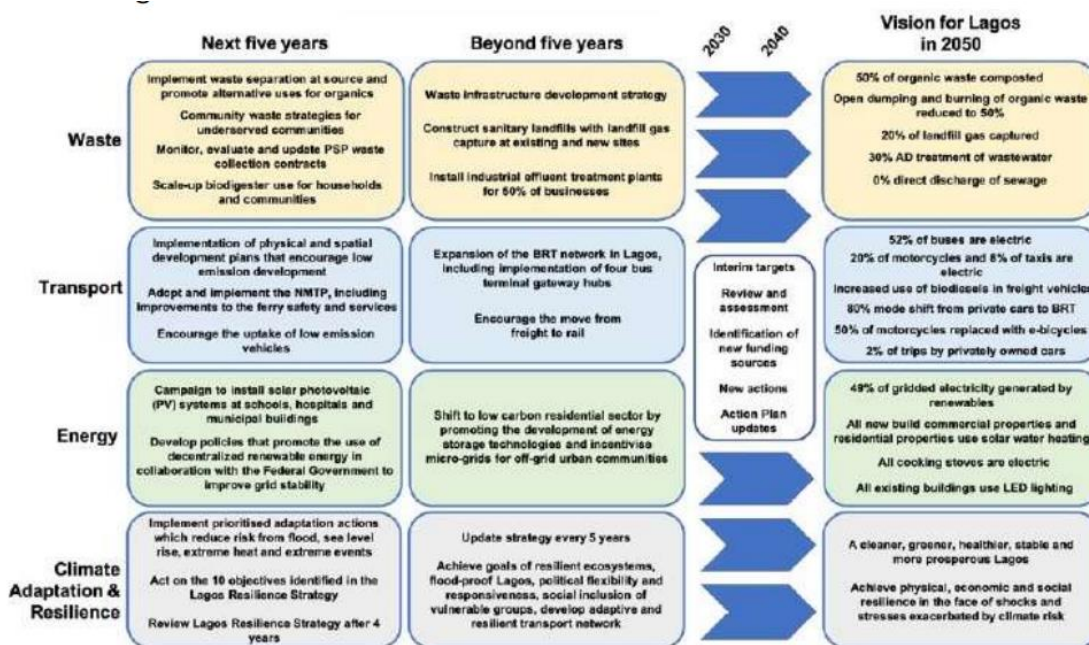 Next five years
Beyond five years
2030
2040
Vision for Lagos
in 2050
Waste
Implement waste separation at source and
promote alternative uses for organics
Community waste strategies for
underserved communities
Monitor, evaluate and update PSP waste
collection contracts
Scale-up biodigester use for households
and communities
Waste infrastructure development strategy
Construct sanitary landfills with landfill gas
capture at existing and new sites
Install industrial effluent treatment plants
for 50% of businesses
50% of organic waste composted
Open dumping and burning of organic waste
reduced to 50%
20% of landfill gas captured
30% AD treatment of wastewater
0% direct discharge of sewage
Transport
Implementation of physical and spatial
development plans that encourage low
emission development
Adopt and implement the NMTP, including
improvements to the ferry safety and services
Encourage the uptake of low emission
vehicles
Expansion of the BRT network in Lagos,
including implementation of four bus
terminal gateway hubs
Encourage the move from
freight to rail
Interim targets
Review and
assessment
Identification of
new funding
sources
New actions
Action Plan
updates
52% of buses are electric
20% of motorcycles and 8% of taxis are
electric
Increased use of biodiesels in freight vehicles
80% mode shift from private cars to BRT
50% of motorcycles replaced with e-bicycles
2% of trips by privately owned cars
Energy
Campaign to install solar photovoltaic
(PV) systems at schools, hospitals and
municipal buildings
Develop policies that promote the use of
decentralized renewable energy in
collaboration with the Federal Government to
improve grid stability
Shift to low carbon residential sector by
promoting the development of energy
storage technologies and incentivise
micro-grids for off-grid urban communities
49% of gridded electricity generated by
renewables
All new build commercial properties and
residential properties use solar water heating
All cooking stoves are electric
All existing buildings use LED lighting
Climate
Adaptation &
Resilience
Implement prioritised adaptation actions
which reduce risk from flood, sea level
rise, extreme heat and extreme events
Act on the 10 objectives identified in the
Lagos Resilience Strategy
Review Lagos Resilience Strategy after 4
years
Update strategy every 5 years
Achieve goals of resilient ecosystems,
flood-proof Lagos, political flexibility and
responsiveness, social inclusion of
vulnerable groups, develop adaptive and
resilient transport network
A cleaner, greener, healthier, stable and
more prosperous Lagos
Achieve physical, economic and social
resilience in the face of shocks and
stresses exacerbated by climate risk